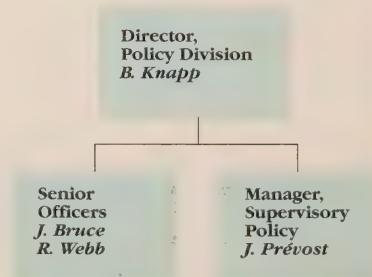 Director,
Policy Division
B. Knapp
Senior
Officers
J. Bruce
R. Webb
Manager,
Supervisory
Policy
J. Prévost